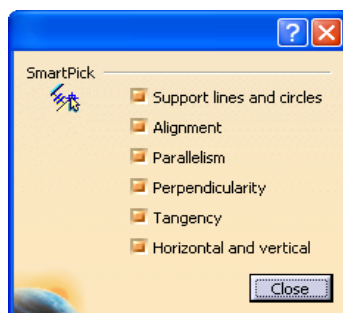 ?
SmartPick
Support lines and circles
Alignment
Parallelism
Perpendicularity
Tangency
Horizontal and vertical
Close